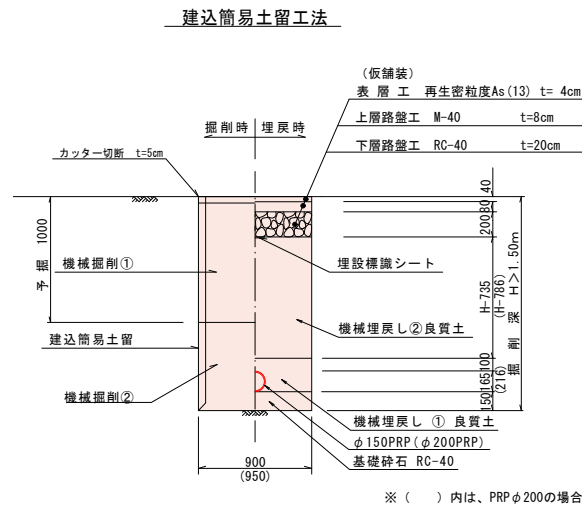 建込簡易土留工法
(仮舗装)
表 層 工 再生密粒度As(13) t= 4cm
上層路盤工 M-40 t=8cm
下層路盤工 RC-40 t=20cm
掘削時 埋戻時
カッター切断 t=5cm
40
80
200
予掘 1000
機械掘削①
埋設標識シート
H-735
(H-786)
掘 削 深 H>1.50m
機械埋戻し②良質土
建込簡易土留
100
165
(216)
150
機械掘削②
機械埋戻し ① 良質土
φ150PRP(φ200PRP)
基礎砕石 RC-40
900
(950)
※( )内は、PRPφ200の場合